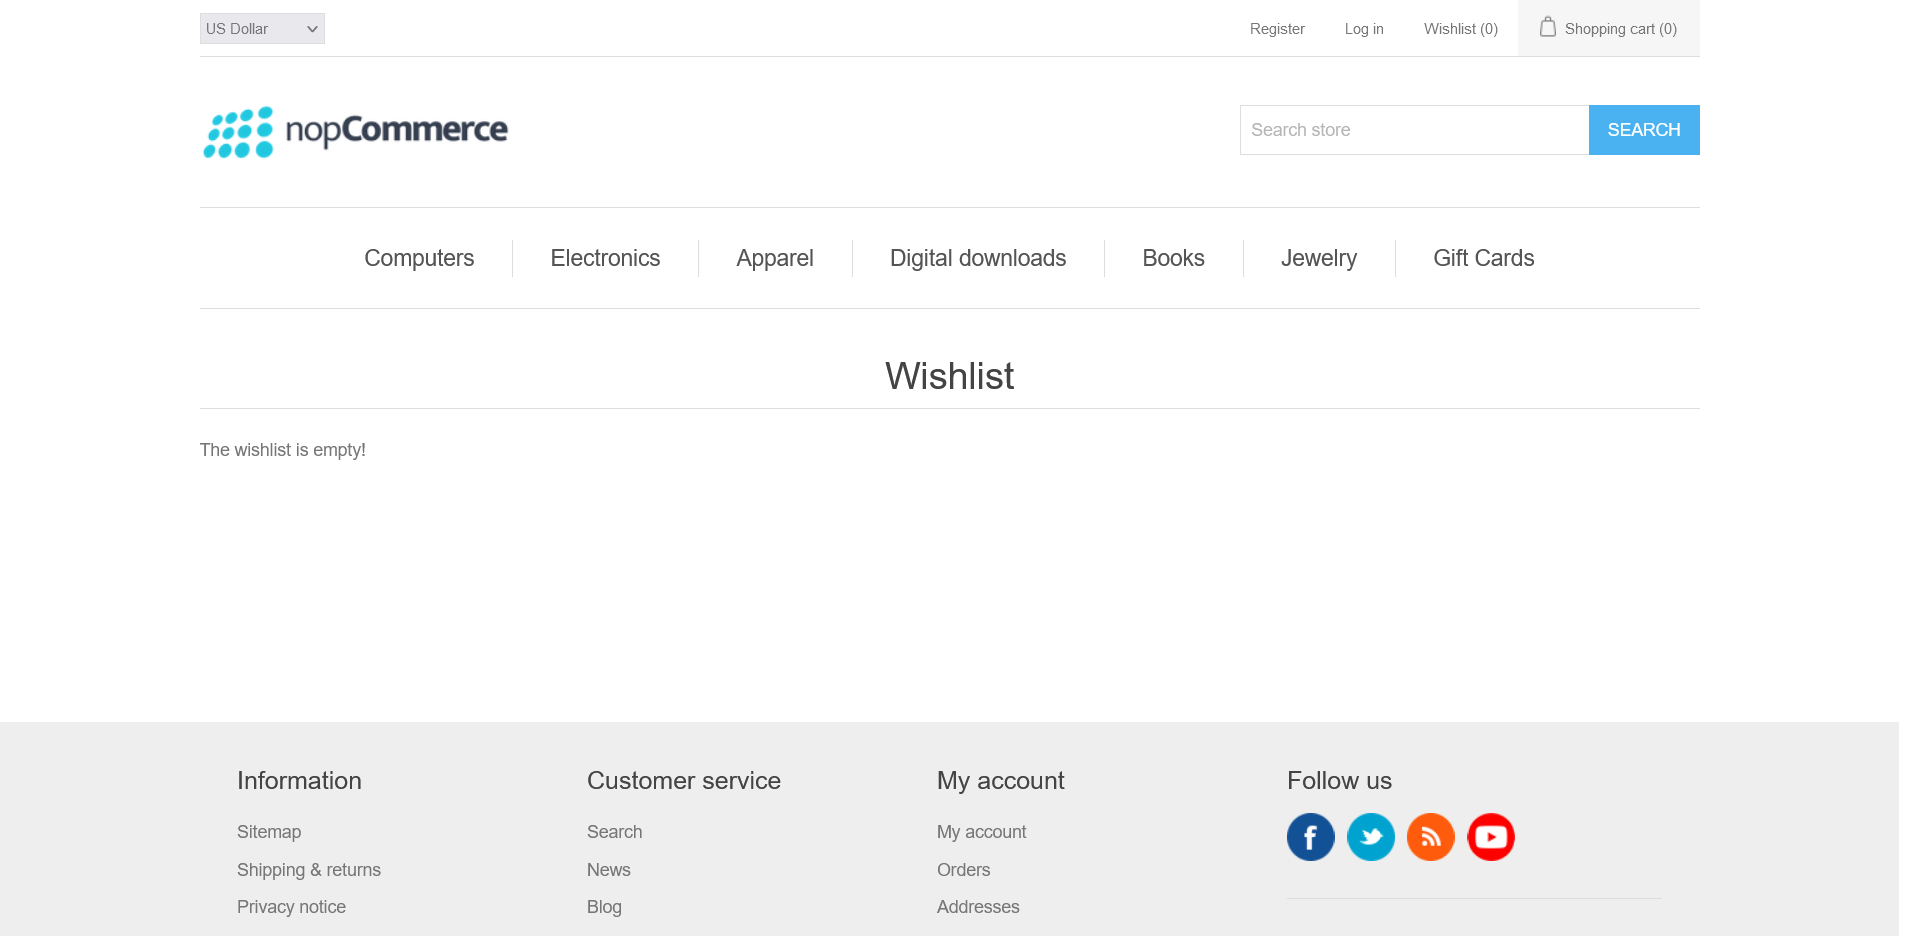 US Dollar
Register
Log in
Wishlist (0)
Shopping cart (0)
nopCommerce
Search store
SEARCH
Computers
Electronics
Apparel
Digital downloads
Books
Jewelry
Gift Cards
Wishlist
The wishlist is empty!
Information
Sitemap
Shipping & returns
Privacy notice
Customer service
Search
News
Blog
My account
My account
Orders
Addresses
Follow us